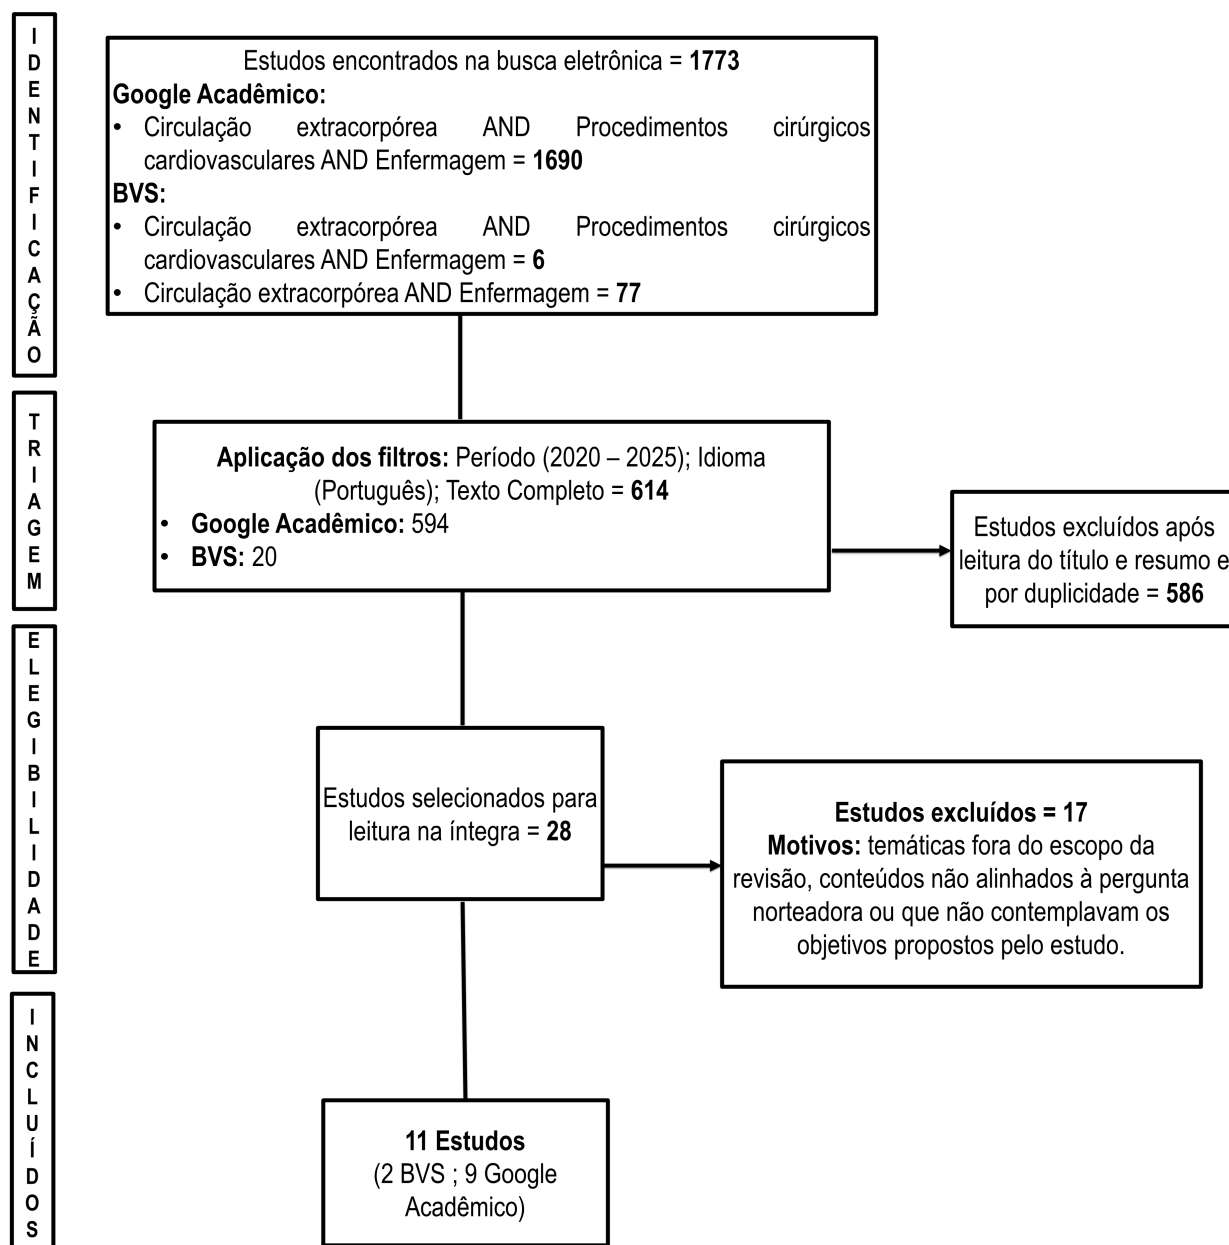 IDENTIFICAÇÃO
Estudos encontrados na busca eletrônica = 1773
Google Acadêmico:
• Circulação extracorpórea AND Procedimentos cirúrgicos
cardiovasculares AND Enfermagem = 1690
BVS:
• Circulação extracorpórea AND Procedimentos cirúrgicos
cardiovasculares AND Enfermagem = 6
• Circulação extracorpórea AND Enfermagem = 77
TRIAGEM
Aplicação dos filtros: Período (2020 – 2025); Idioma
(Português); Texto Completo = 614
• Google Acadêmico: 594
• BVS: 20
Estudos excluídos após
leitura do título e resumo e
por duplicidade = 586
ELEGIBILIDADE
Estudos selecionados para
leitura na íntegra = 28
Estudos excluídos = 17
Motivos: temáticas fora do escopo da
revisão, conteúdos não alinhados à pergunta
norteadora ou que não contemplavam os
objetivos propostos pelo estudo.
INCLUÍDOS
11 Estudos
(2 BVS ; 9 Google
Acadêmico)